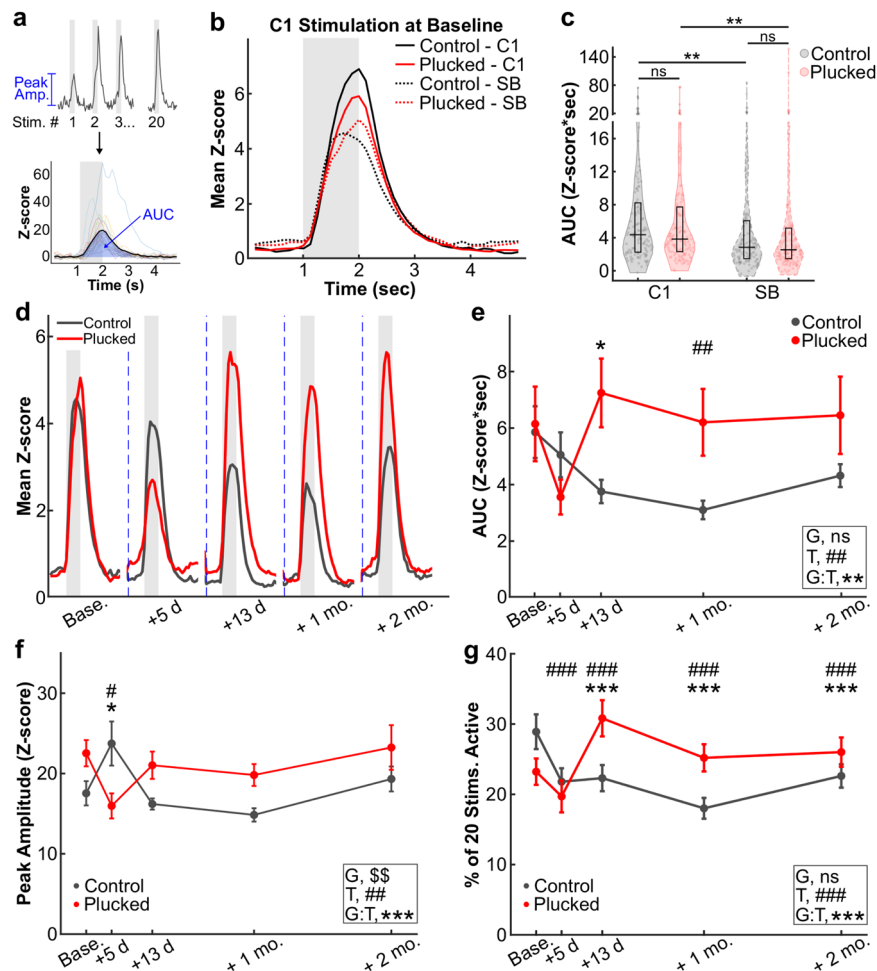 a
Peak
Amp.
Stim. # 1 2 3... 20
Z-score
60
40
20
0
AUC
1 2 3 4
Time (s)
b
C1 Stimulation at Baseline
Control - C1
Plucked - C1
Control - SB
Plucked - SB
Mean Z-score
6
4
2
0
1 2 3 4
Time (sec)
c
**
**
ns
ns
Control
Plucked
AUC (Z-score*sec)
140
80
20
16
12
8
4
0
C1 SB
d
Control
Plucked
Mean Z-score
6
4
2
0
Base. +5 d +13 d + 1 mo. + 2 mo.
e
Control
Plucked
* ##
AUC (Z-score*sec)
10
8
6
4
2
0
G, ns
T, ##
G:T, **
Base. +5 d +13 d + 1 mo. + 2 mo.
f
#
*
Peak Amplitude (Z-score)
30
20
10
0
Control
Plucked
G, $$
T, ##
G:T, ***
Base. +5 d +13 d + 1 mo. + 2 mo.
g
### ### ### ###
*** *** ***
% of 20 Stims. Active
40
30
20
10
0
Control
Plucked
G, ns
T, ###
G:T, ***
Base. +5 d +13 d + 1 mo. + 2 mo.